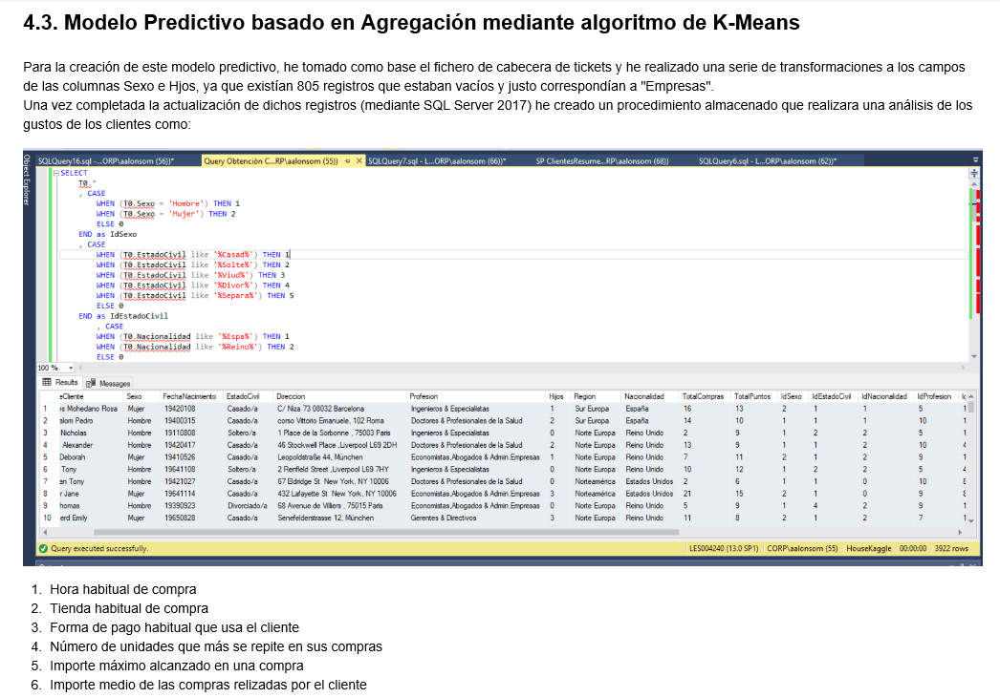 4.3. Modelo Predictivo basado en Agregación mediante algoritmo de K-Means
Para la creación de este modelo predictivo, he tomado como base el fichero de cabecera de tickets y he realizado una serie de transformaciones a los campos
de las columnas Sexo e Hjos, ya que existían 805 registros que estaban vacíos y justo correspondían a "Empresas".
Una vez completada la actualización de dichos registros (mediante SQL Server 2017) he creado un procedimiento almacenado que realizara una análisis de los
gustos de los clientes como:
Object Explorer
SQLQuery16.sql -...ORP\aalonsom (56))* Query Obtención C...RP\aalonsom (55)) SQLQuery7.sql - L...ORP\aalonsom (66))* SP ClientesResume...RP\aalonsom (68)) SQLQuery6.sql - L...ORP\aalonsom (62))*
SELECT
T0.*
, CASE
WHEN (T0.Sexo = 'Hombre') THEN 1
WHEN (T0.Sexo = 'Mujer') THEN 2
ELSE 0
END as IdSexo
, CASE
WHEN (T0.EstadoCivil like '%Casad%') THEN 1
WHEN (T0.EstadoCivil like '%Solte%') THEN 2
WHEN (T0.EstadoCivil like '%Viud%') THEN 3
WHEN (T0.EstadoCivil like '%Divor%') THEN 4
WHEN (T0.EstadoCivil like '%Separa%') THEN 5
ELSE 0
END as IdEstadoCivil
, CASE
WHEN (T0.Nacionalidad like '%Espa%') THEN 1
WHEN (T0.Nacionalidad like '%Reino%') THEN 2
ELSE 0
100 %
Results Messages
eCliente Sexo FechaNacimiento EstadoCivil Direccion Profesion Hijos Region Nacionalidad TotalCompras TotalPuntos IdSexo IdEstadoCivil IdNacionalidad IdProfesion
1 es Mohedano Rosa Mujer 19420108 Casado/a C/ Niza 73 08032 Barcelona Ingenieros & Especialistas 1 Sur Europa España 16 13 2 1 1 5 1
2 alom Pedro Hombre 19400315 Casado/a corso Vittorio Emanuele, 102 Roma Doctores & Profesionales de la Salud 2 Sur Europa España 14 10 1 1 1 10 1
3 Nicholas Hombre 19110808 Soltero/a 1 Place de la Sorbonne , 75003 Paris Ingenieros & Especialistas 0 Norte Europa Reino Unido 2 9 1 2 2 5 1
4 Alexander Hombre 19420417 Casado/a 46 Stockwell Place ,Liverpool L69 2DH Doctores & Profesionales de la Salud 2 Norte Europa Reino Unido 13 9 1 1 2 10
5 Deborah Mujer 19410526 Casado/a Leopoldstraße 44, München Economistas,Abogados & Admin.Empresas 1 Norte Europa Reino Unido 7 11 2 1 2 9 1
6 Tony Hombre 19641108 Soltero/a 2 Renfield Street ,Liverpool L69 7HY Ingenieros & Especialistas 0 Norte Europa Reino Unido 10 12 1 2 2 5
7 an Tony Hombre 19421027 Casado/a 67 Eldridge St New York, NY 10006 Doctores & Profesionales de la Salud 0 Norteamérica Estados Unidos 2 6 1 1 0 10
8 r Jane Mujer 19641114 Casado/a 432 Lafayette St New York, NY 10006 Economistas,Abogados & Admin.Empresas 3 Norteamérica Estados Unidos 21 15 2 1 0 9
9 homas Hombre 19390923 Divorciado/a 68 Avenue de Villiers , 75015 Paris Economistas,Abogados & Admin.Empresas 0 Norte Europa Reino Unido 5 9 1 4 2 9 1
10 erd Emily Mujer 19650828 Casado/a Senefelderstrasse 12, München Gerentes & Directivos 3 Norte Europa Reino Unido 11 8 2 1 2 7 1
Query executed successfully. LES004240 (13.0 SP1) CORP\aalonsom (55) HouseKaggle 00:00:00 3922 rows
1. Hora habitual de compra
2. Tienda habitual de compra
3. Forma de pago habitual que usa el cliente
4. Número de unidades que más se repite en sus compras
5. Importe máximo alcanzado en una compra
6. Importe medio de las compras relizadas por el cliente